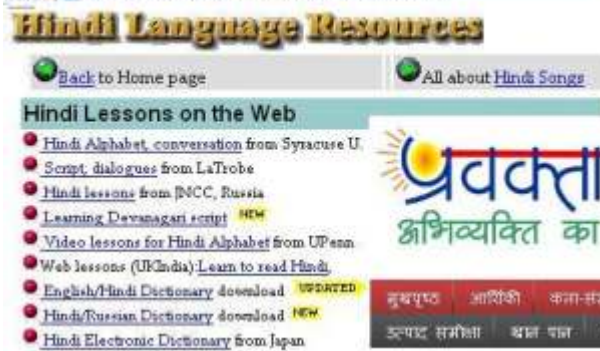 Hindi Language Resources
Back to Home page
All about Hindi Songs
Hindi Lessons on the Web
Hindi Alphabet, conversation from Syracuse U.
Script, dialogues from LaTrobe
Hindi lessons from JNCC, Russia
Learning Devanagari script NEW
Video lessons for Hindi Alphabet from UPenn
Web lessons (UKIndia): Learn to read Hindi,
English/Hindi Dictionary download UPDATED
Hindi/Russian Dictionary download NEW
Hindi Electronic Dictionary from Japan
प्रवक्ता
अभिव्यक्ति का
मुखपृष्ठ आर्थिकी
समीक्षा खान पान